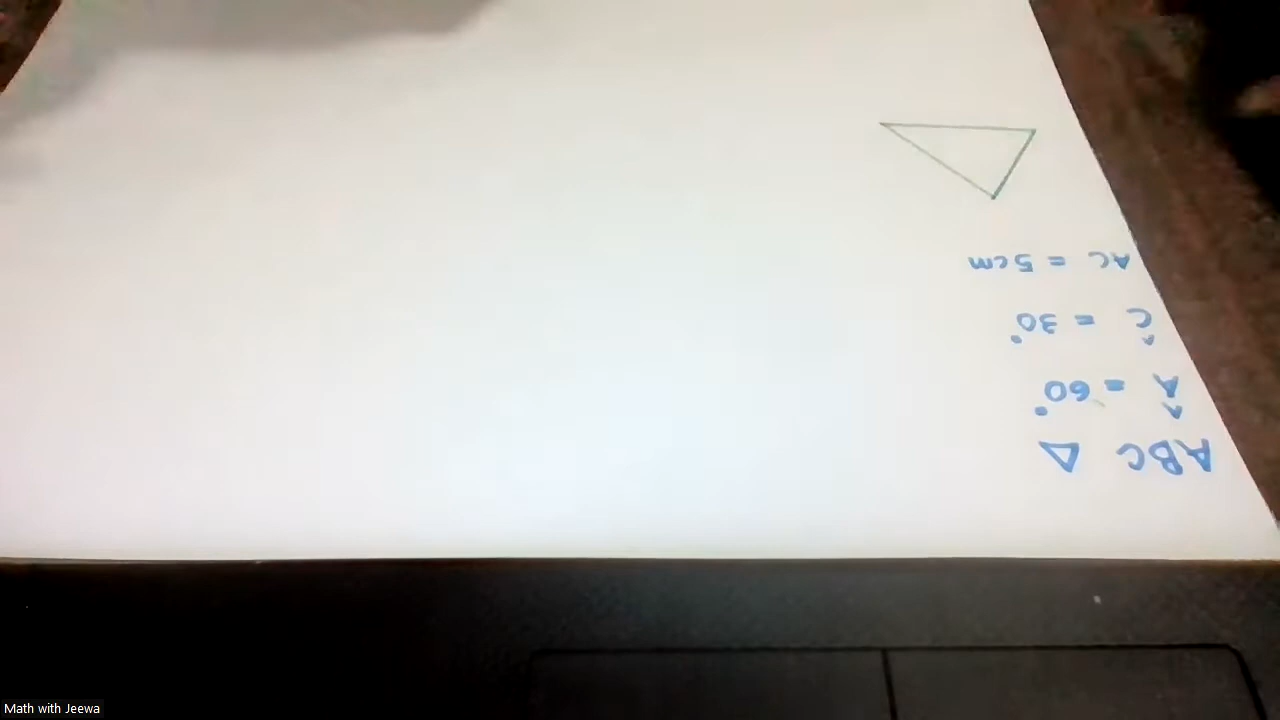 ABC Δ
Â = 60°
Ĉ = 30°
AC = 5cm
Math with Jeewa